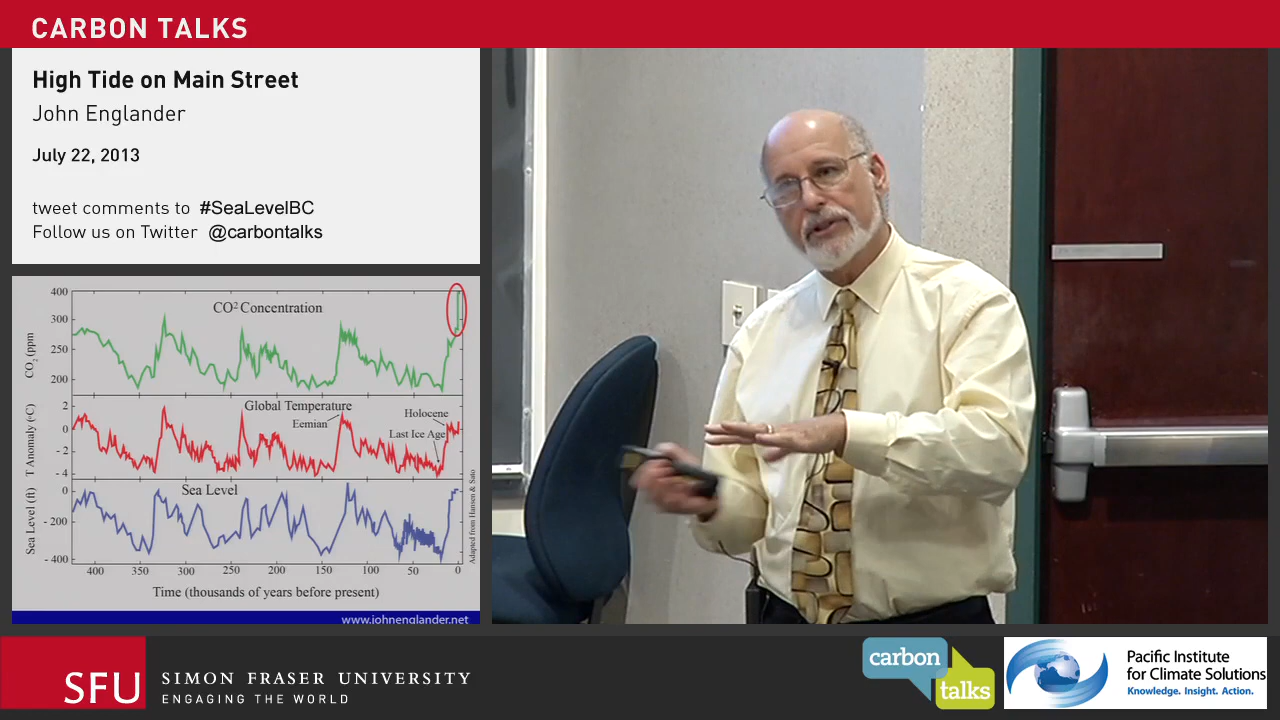 CARBON TALKS
High Tide on Main Street
John Englander
July 22, 2013
tweet comments to #SeaLevelBC
Follow us on Twitter @carbontalks
400
300
250
200
CO₂ (ppm
CO² Concentration
2
0
- 2
- 4
T Anomaly (°C)
Global Temperature
Eemian
Holocene
Last Ice Age
0
- 200
- 400
Sea Level (ft)
Sea Level
Adapted from Hansen & Sato
400 350 300 250 200 150 100 50 0
Time (thousands of years before present)
www.johnenglander.net
SFU
SIMON FRASER UNIVERSITY
ENGAGING THE WORLD
carbon
talks
Pacific Institute
for Climate Solutions
Knowledge. Insight. Action.